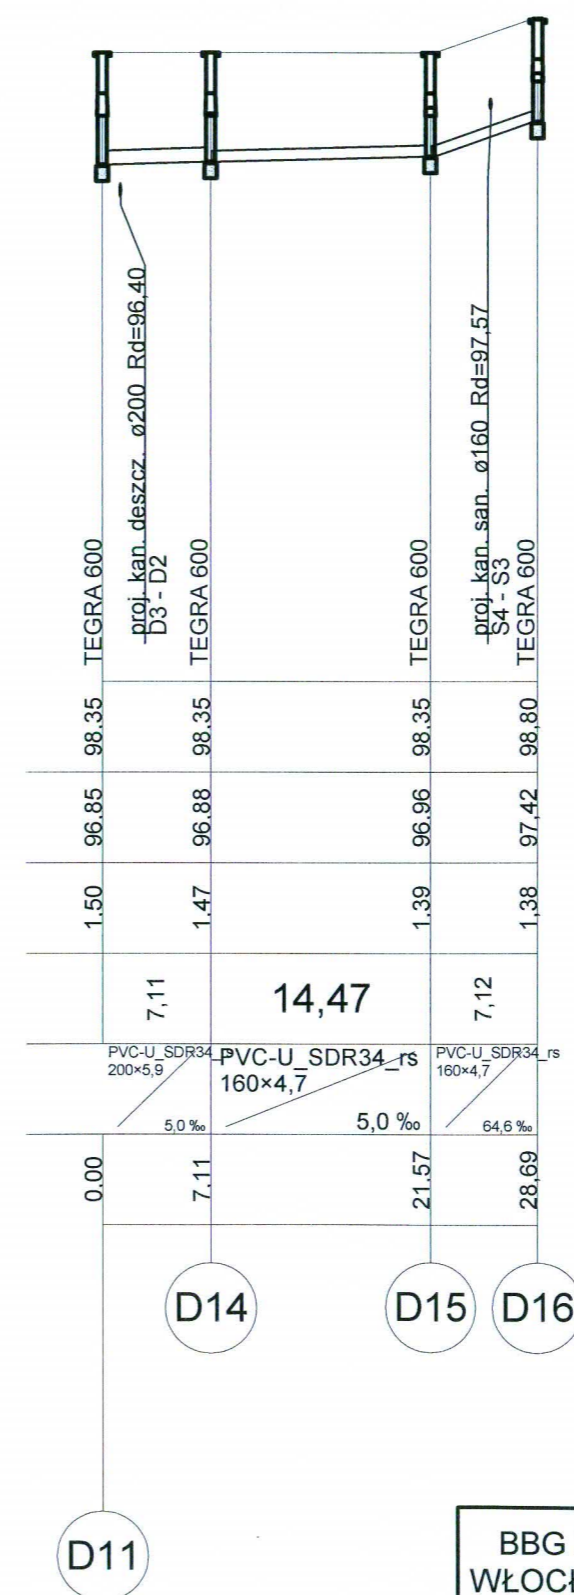 proj. kan. deszcz. ø200 Rd=96,40
D3 - D2
proj. kan. san. ø160 Rd=97,57
S4 - S3
TEGRA 600
TEGRA 600
TEGRA 600
TEGRA 600
98.35
98.35
98.35
98,80
96.85
96.88
96.96
97,42
1.50
1.47
1.39
1,38
7,11
14,47
7,12
PVC-U_SDR34
200×5,9
5,0 ‰
PVC-U_SDR34_rs
160×4,7
5,0 ‰
PVC-U_SDR34_rs
160×4,7
64,6 ‰
0.00
7.11
21.57
28,69
D14
D15
D16
D11
BBG